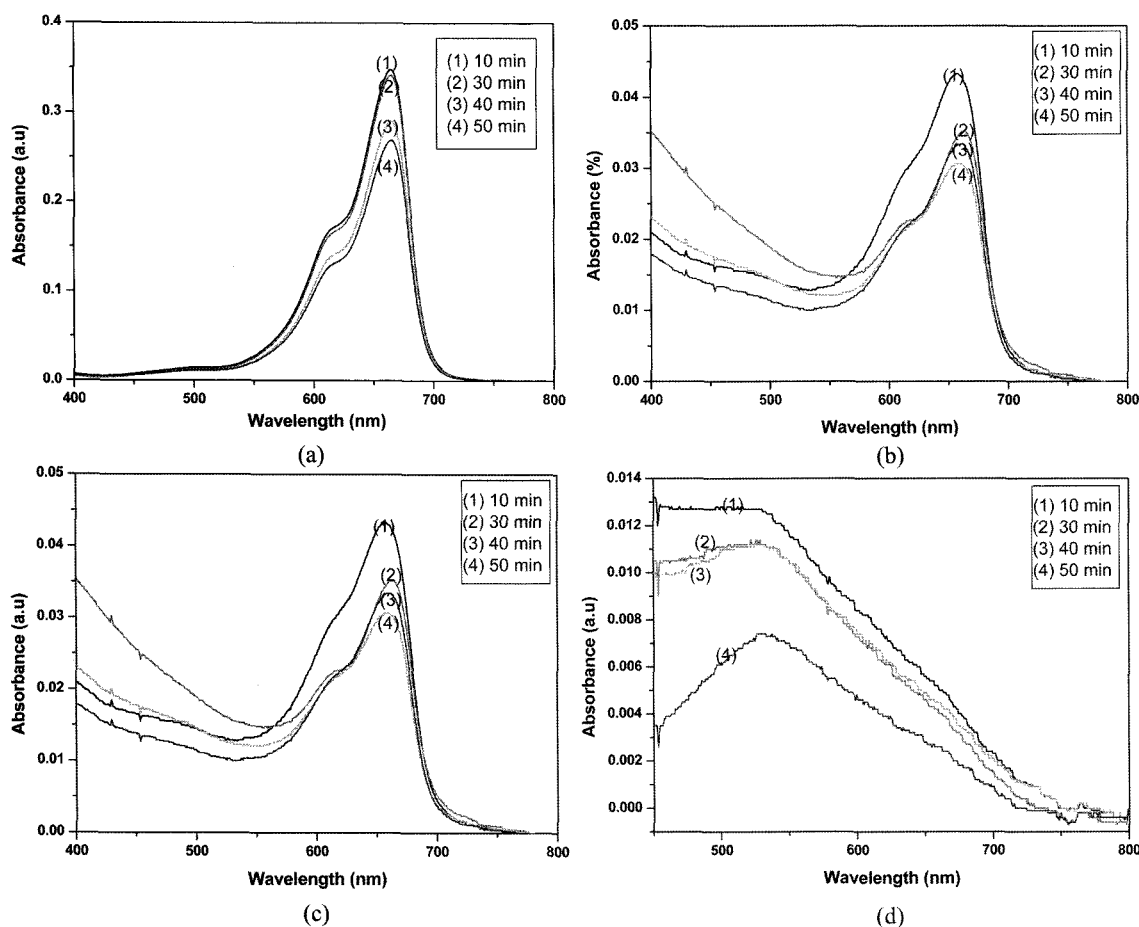 0.4
0.3
0.2
0.1
0.0
Absorbance (a.u)
400
500
600
700
800
Wavelength (nm)
(1)
(2)
(3)
(4)
(1) 10 min
(2) 30 min
(3) 40 min
(4) 50 min
(a)
0.05
0.04
0.03
0.02
0.01
0.00
Absorbance (%)
400
500
600
700
800
Wavelength (nm)
(1)
(2)
(3)
(4)
(1) 10 min
(2) 30 min
(3) 40 min
(4) 50 min
(b)
0.05
0.04
0.03
0.02
0.01
0.00
Absorbance (a.u)
400
500
600
700
800
Wavelength (nm)
(1)
(2)
(3)
(4)
(1) 10 min
(2) 30 min
(3) 40 min
(4) 50 min
(c)
0.014
0.012
0.010
0.008
0.006
0.004
0.002
0.000
Absorbance (a.u)
500
600
700
800
Wavelength (nm)
(1)
(2)
(3)
(4)
(1) 10 min
(2) 30 min
(3) 40 min
(4) 50 min
(d)